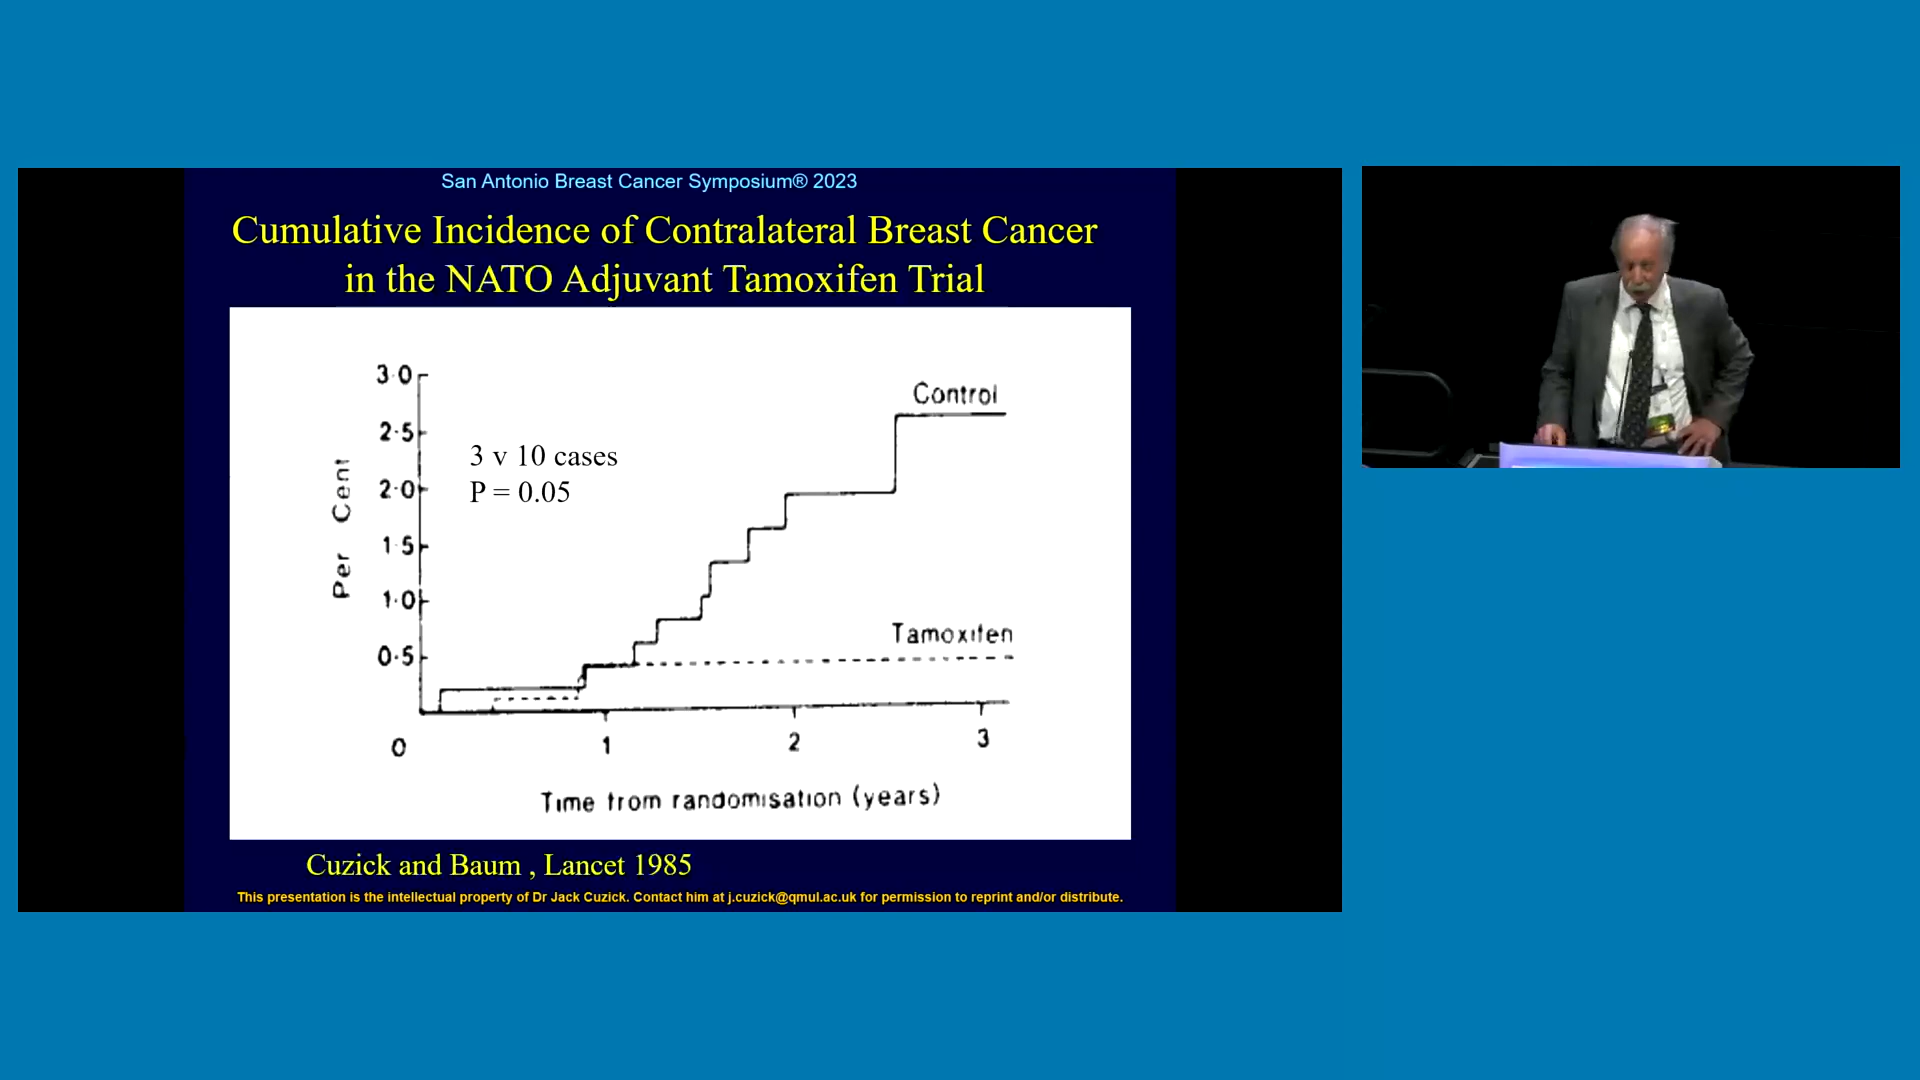 San Antonio Breast Cancer Symposium® 2023
Cumulative Incidence of Contralateral Breast Cancer
in the NATO Adjuvant Tamoxifen Trial
3·0
Control
2·5
3 v 10 cases
P = 0.05
2·0
Per Cent
1·5
1·0
Tamoxifen
0·5
0 1 2 3
Time from randomisation (years)
Cuzick and Baum , Lancet 1985
This presentation is the intellectual property of Dr Jack Cuzick. Contact him at j.cuzick@qmul.ac.uk for permission to reprint and/or distribute.